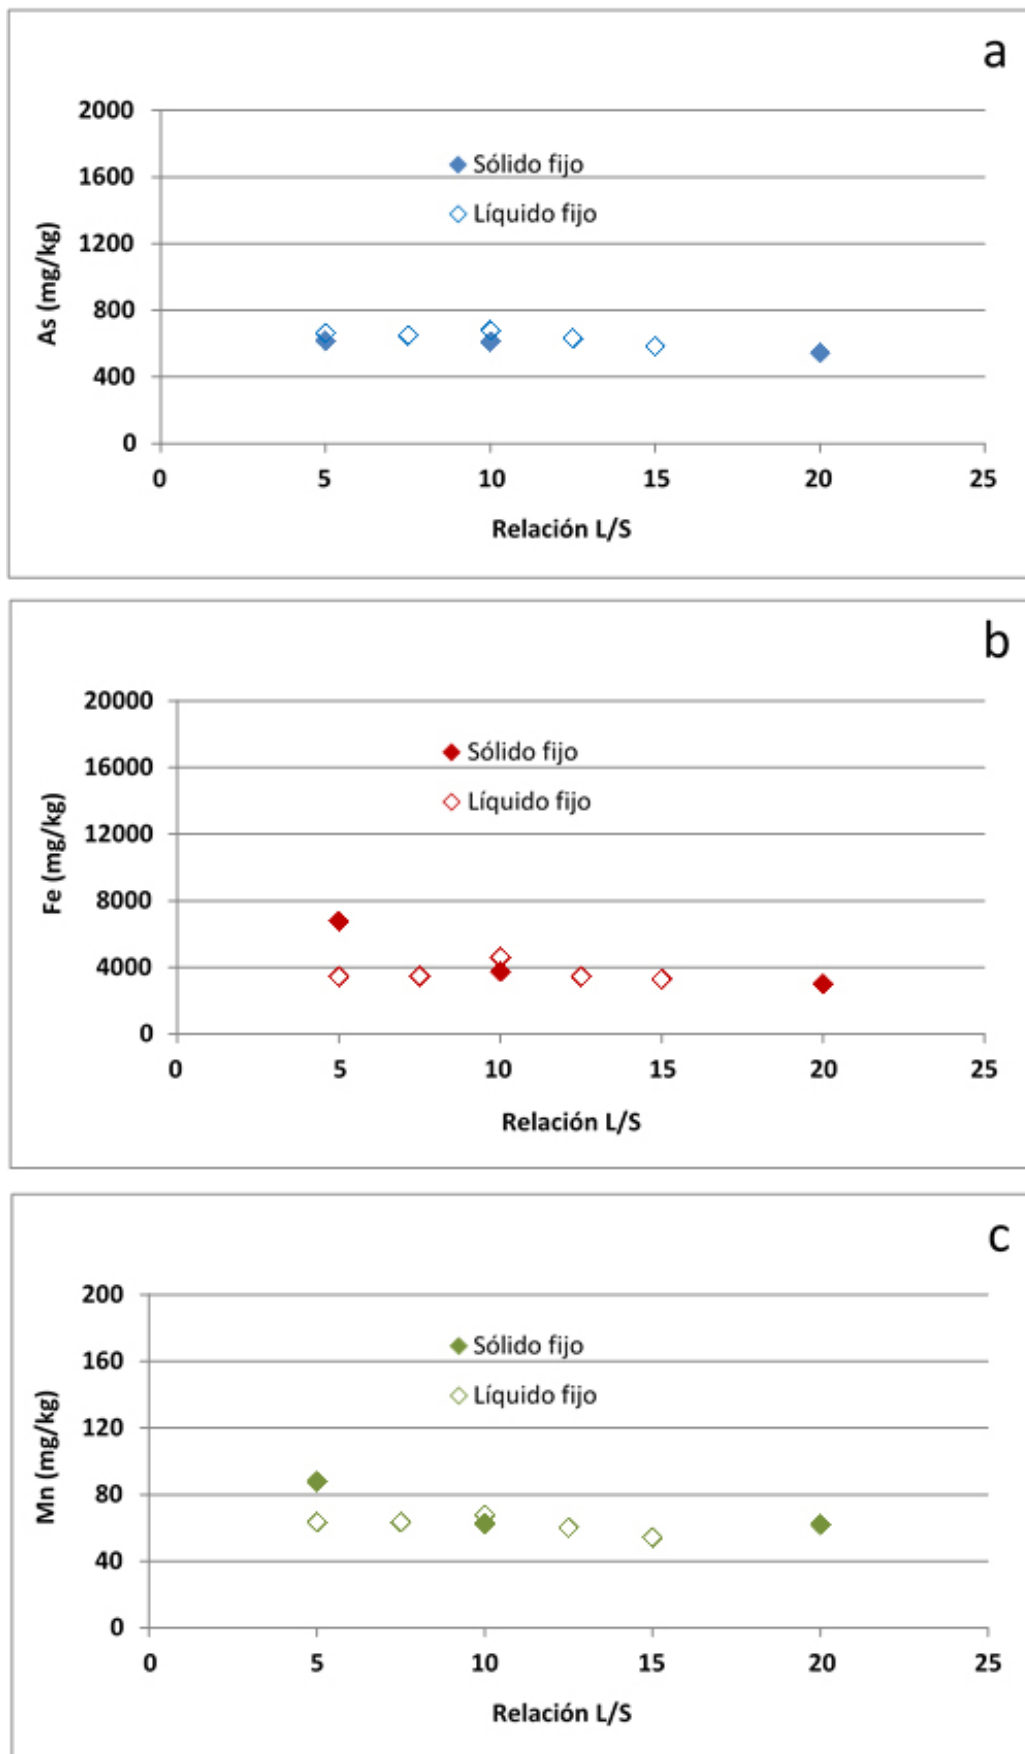 a
2000
1600
1200
800
400
0
Sólido fijo
Líquido fijo
As (mg/kg)
0 5 10 15 20 25
Relación L/S
b
20000
16000
12000
8000
4000
0
Sólido fijo
Líquido fijo
Fe (mg/kg)
0 5 10 15 20 25
Relación L/S
c
200
160
120
80
40
0
Sólido fijo
Líquido fijo
Mn (mg/kg)
0 5 10 15 20 25
Relación L/S